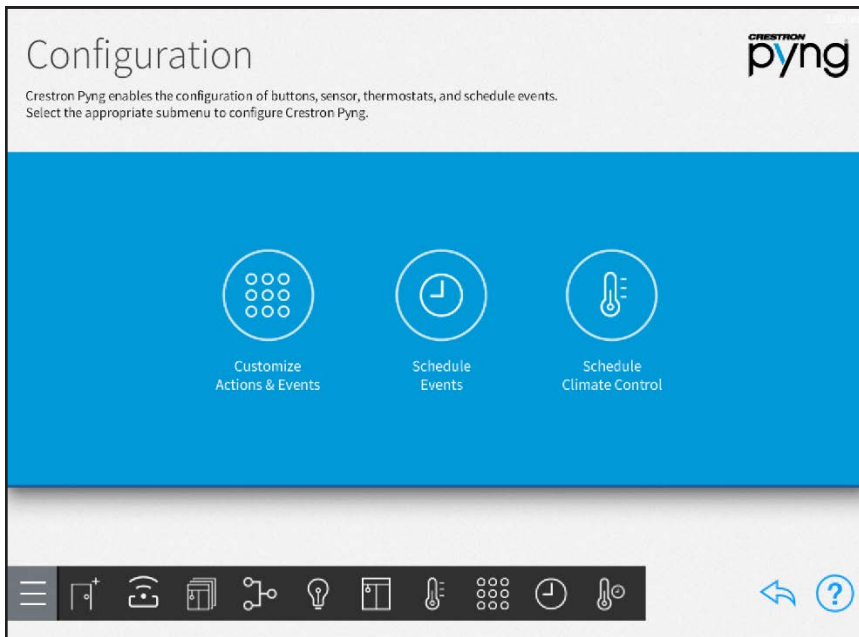 Configuration
CRESTRON
pyng
Crestron Pyng enables the configuration of buttons, sensor, thermostats, and schedule events.
Select the appropriate submenu to configure Crestron Pyng.
Customize
Actions & Events
Schedule
Events
Schedule
Climate Control
?